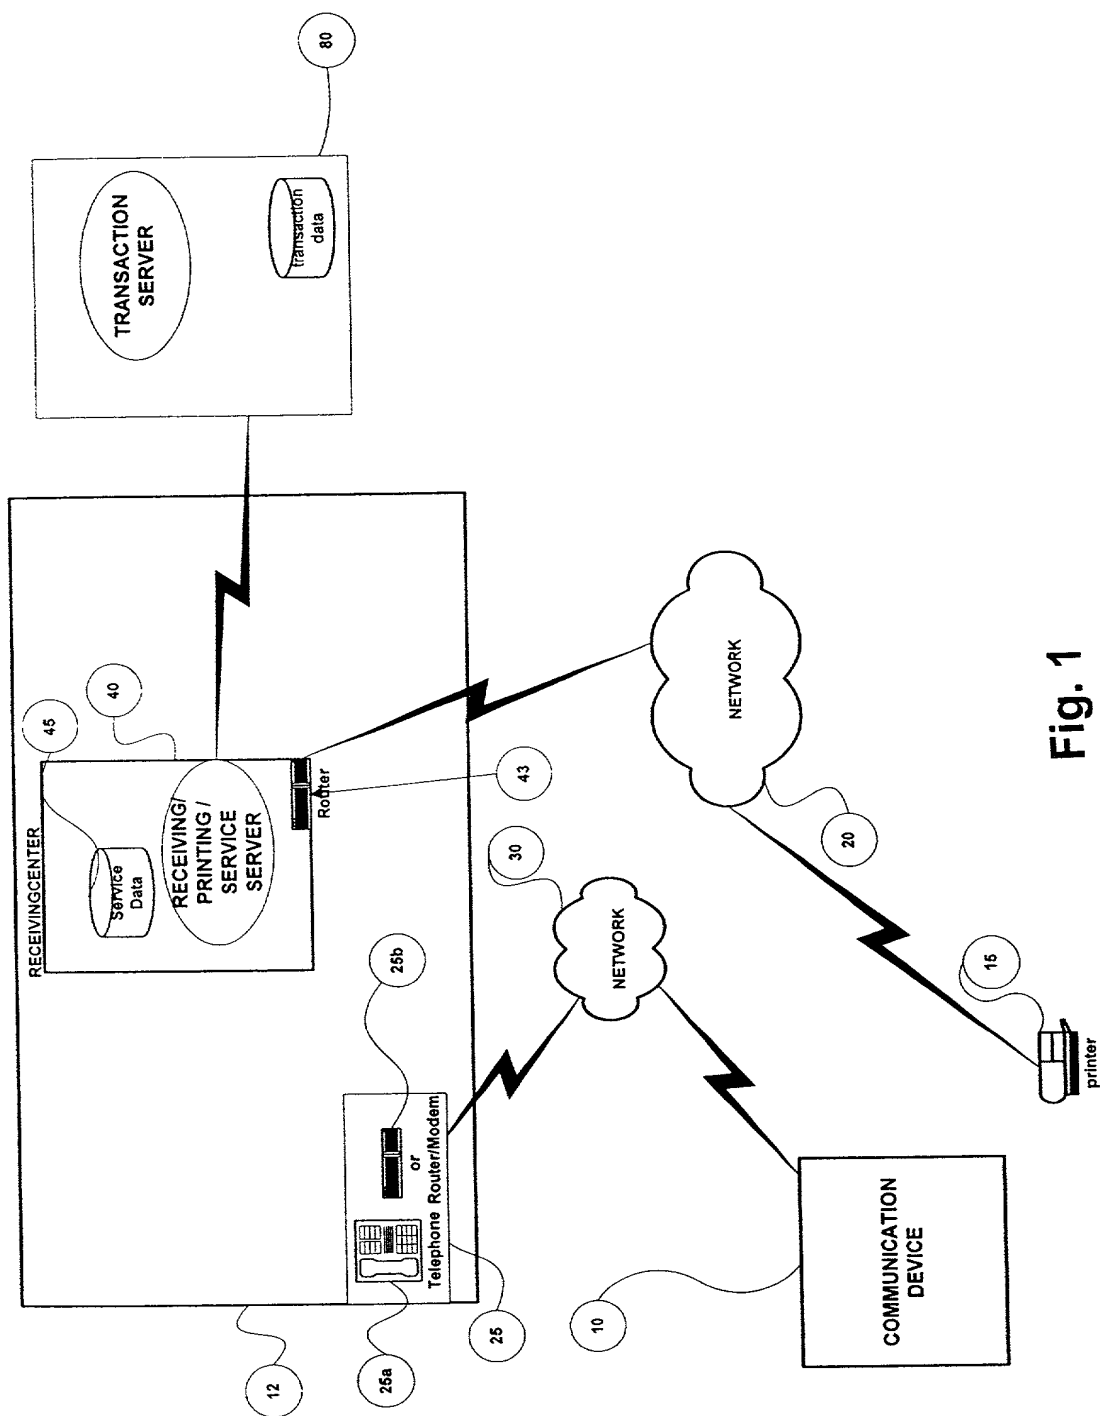 RECEIVINGCENTER
12
25a
25
25b
Telephone Router/Modem
or
45
40
Service
Data
RECEIVING/
PRINTING /
SERVICE
SERVER
Router
43
80
TRANSACTION
SERVER
transaction
data
30
NETWORK
20
NETWORK
10
COMMUNICATION
DEVICE
15
printer
Fig. 1